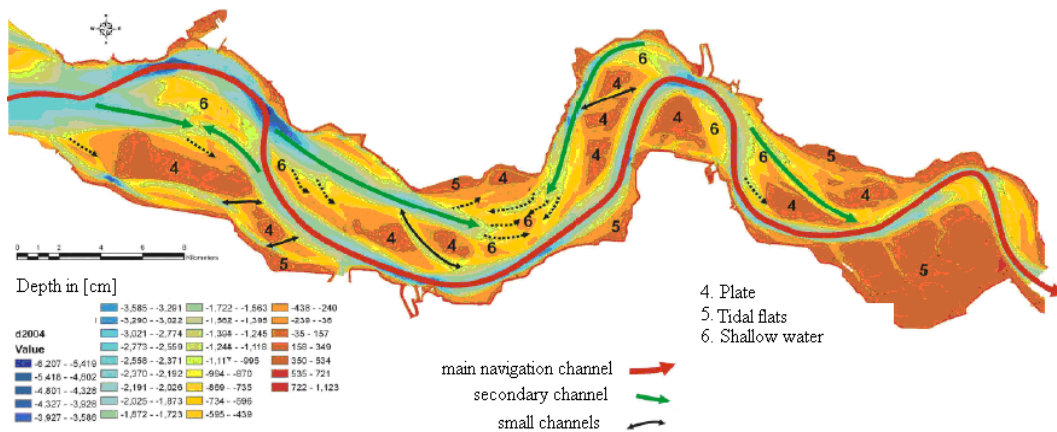 4
6
6
4
6
4
4
6
5
4
4
6
4
5
6
4
4
4
4
6
6
4
5
5
0 1 2 4 6 8
Kilometers
Depth in [cm]
d2004
Value
-6,207 - -5,419
-5,418 - -4,802
-4,801 - -4,328
-4,327 - -3,928
-3,927 - -3,586
-3,585 - -3,291
-3,290 - -3,022
-3,021 - -2,774
-2,773 - -2,559
-2,558 - -2,371
-2,370 - -2,192
-2,191 - -2,026
-2,025 - -1,873
-1,872 - -1,723
-1,722 - -1,563
-1,562 - -1,395
-1,394 - -1,245
-1,244 - -1,118
-1,117 - -995
-994 - -870
-869 - -735
-734 - -596
-595 - -439
-438 - -240
-239 - -36
-35 - 157
158 - 349
350 - 534
535 - 721
722 - 1,123
4. Plate
5. Tidal flats
6. Shallow water
main navigation channel
secondary channel
small channels